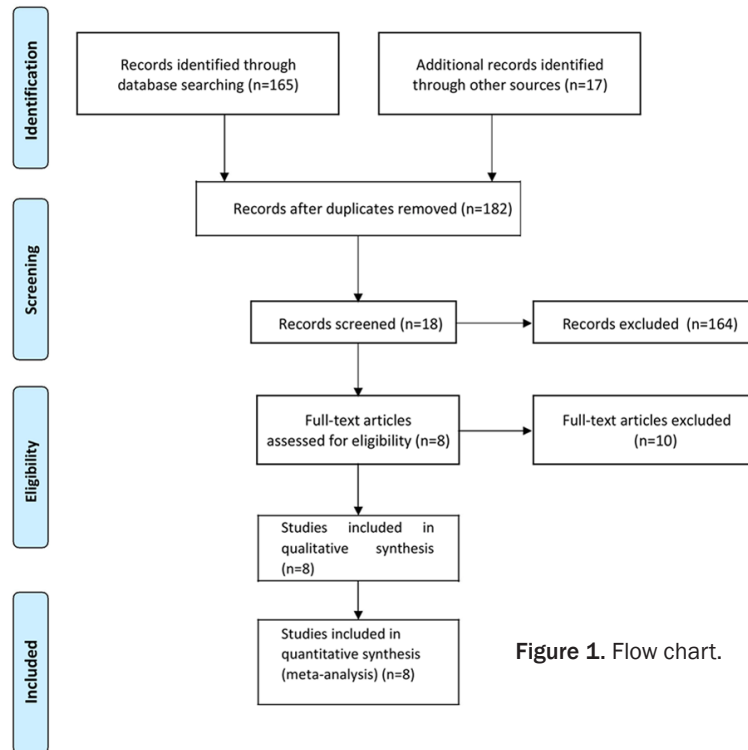 Identification
Records identified through
database searching (n=165)
Additional records identified
through other sources (n=17)
Records after duplicates removed (n=182)
Screening
Records screened (n=18)
Records excluded (n=164)
Eligibility
Full-text articles
assessed for eligibility (n=8)
Full-text articles excluded
(n=10)
Studies included in
qualitative synthesis
(n=8)
Included
Studies included in
quantitative synthesis
(meta-analysis) (n=8)
Figure 1. Flow chart.